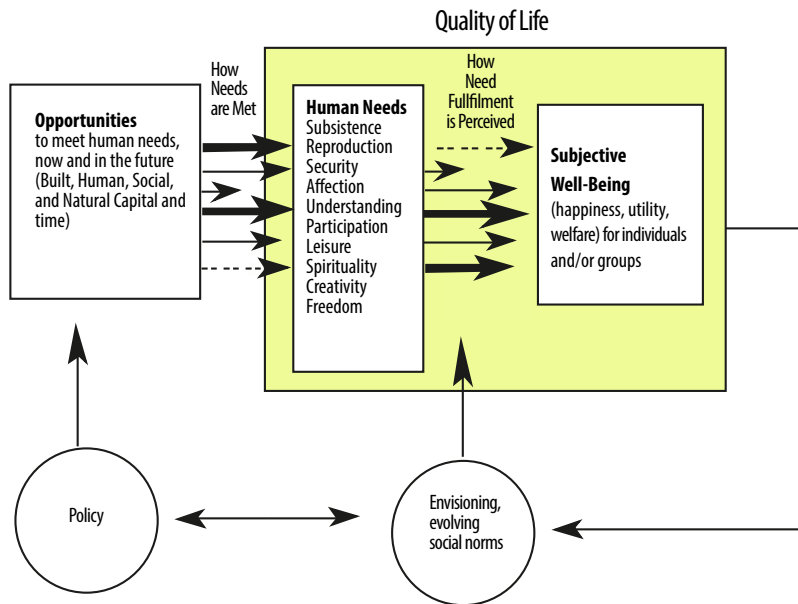 Quality of Life
How
Needs
are Met
How
Need
Fullfilment
is Perceived
Opportunities
to meet human needs,
now and in the future
(Built, Human, Social,
and Natural Capital and
time)
Human Needs
Subsistence
Reproduction
Security
Affection
Understanding
Participation
Leisure
Spirituality
Creativity
Freedom
Subjective
Well-Being
(happiness, utility,
welfare) for individuals
and/or groups
Policy
Envisioning,
evolving
social norms